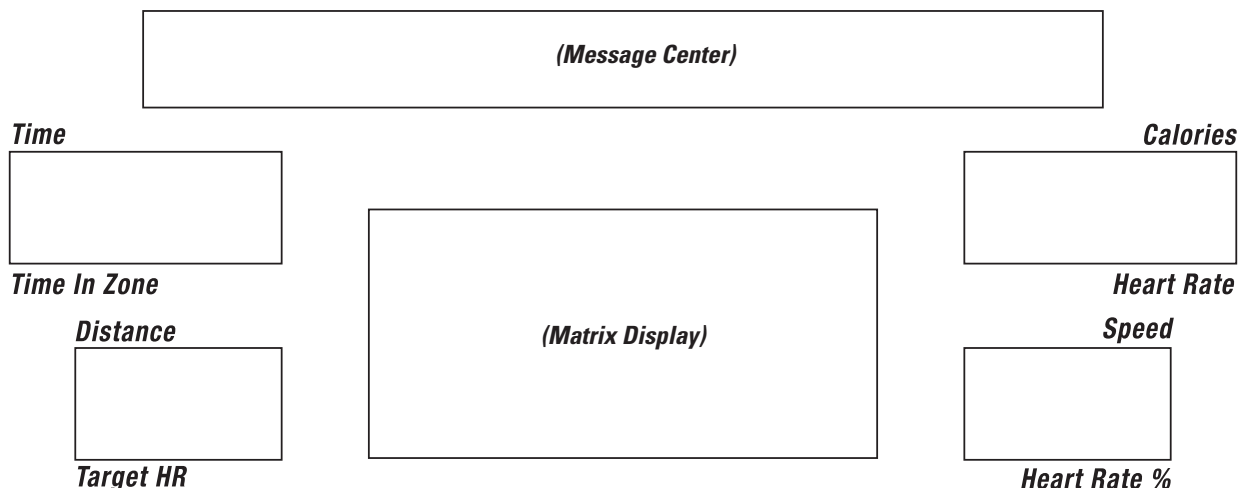 (Message Center)
Time
Calories
Time In Zone
Heart Rate
Distance
Speed
(Matrix Display)
Target HR
Heart Rate %